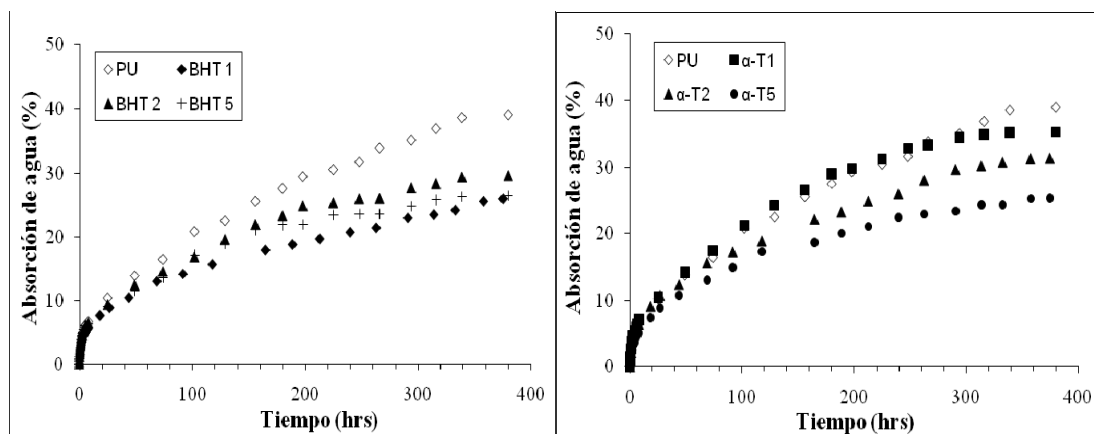 Absorción de agua (%)
50
40
30
20
10
0
PU BHT 1
BHT 2 BHT 5
0 100 200 300 400
Tiempo (hrs)
Absorción de agua (%)
50
40
30
20
10
0
PU α-T1
α-T2 α-T5
0 100 200 300 400
Tiempo (hrs)